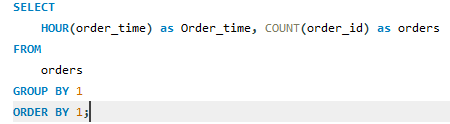 SELECT
HOUR(order_time) as Order_time, COUNT(order_id) as orders
FROM
orders
GROUP BY 1
ORDER BY 1;